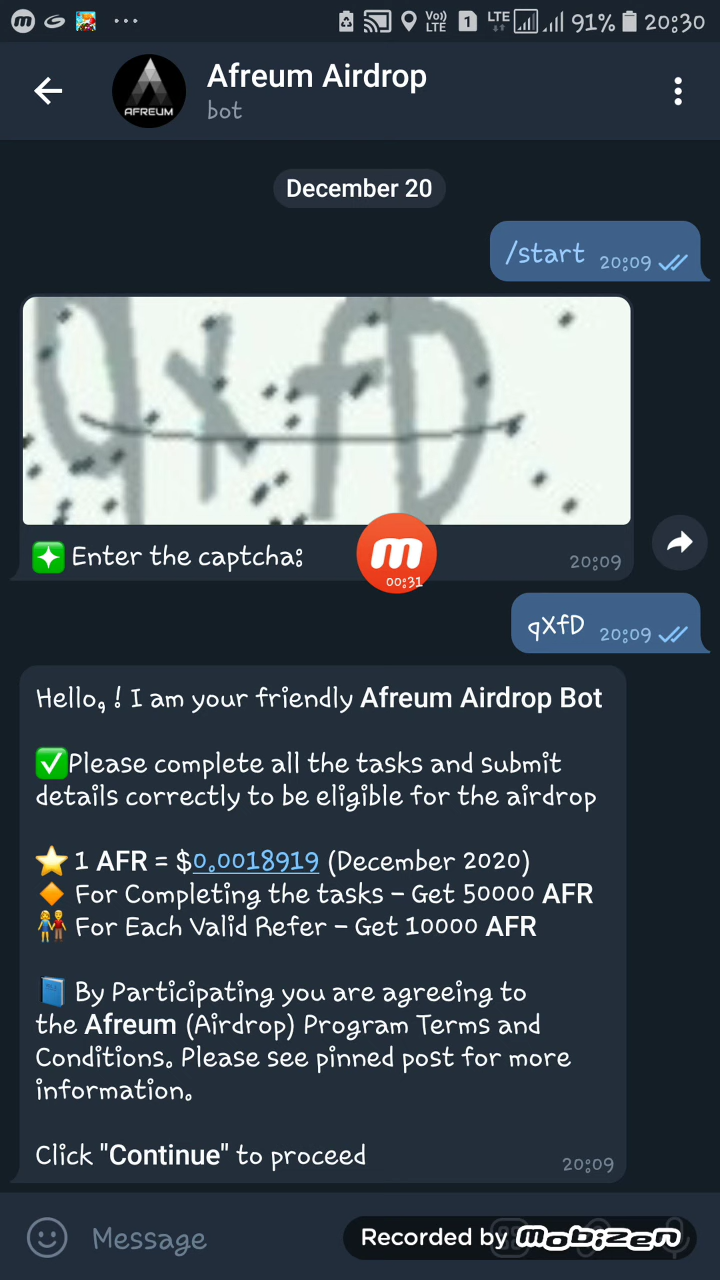 Vo))
LTE
1
LTE
91%
20:30
Afreum Airdrop
AFREUM
bot
December 20
/start 20:09
qxfD
Enter the captcha: 20:09
m
00:31
qXfD 20:09
Hello, ! I am your friendly Afreum Airdrop Bot
✅Please complete all the tasks and submit
details correctly to be eligible for the airdrop
⭐ 1 AFR = $0.0018919 (December 2020)
🔸 For Completing the tasks – Get 50000 AFR
👫 For Each Valid Refer – Get 10000 AFR
📘 By Participating you are agreeing to
the Afreum (Airdrop) Program Terms and
Conditions. Please see pinned post for more
information.
Click "Continue" to proceed
20:09
Message
Recorded by mobizen